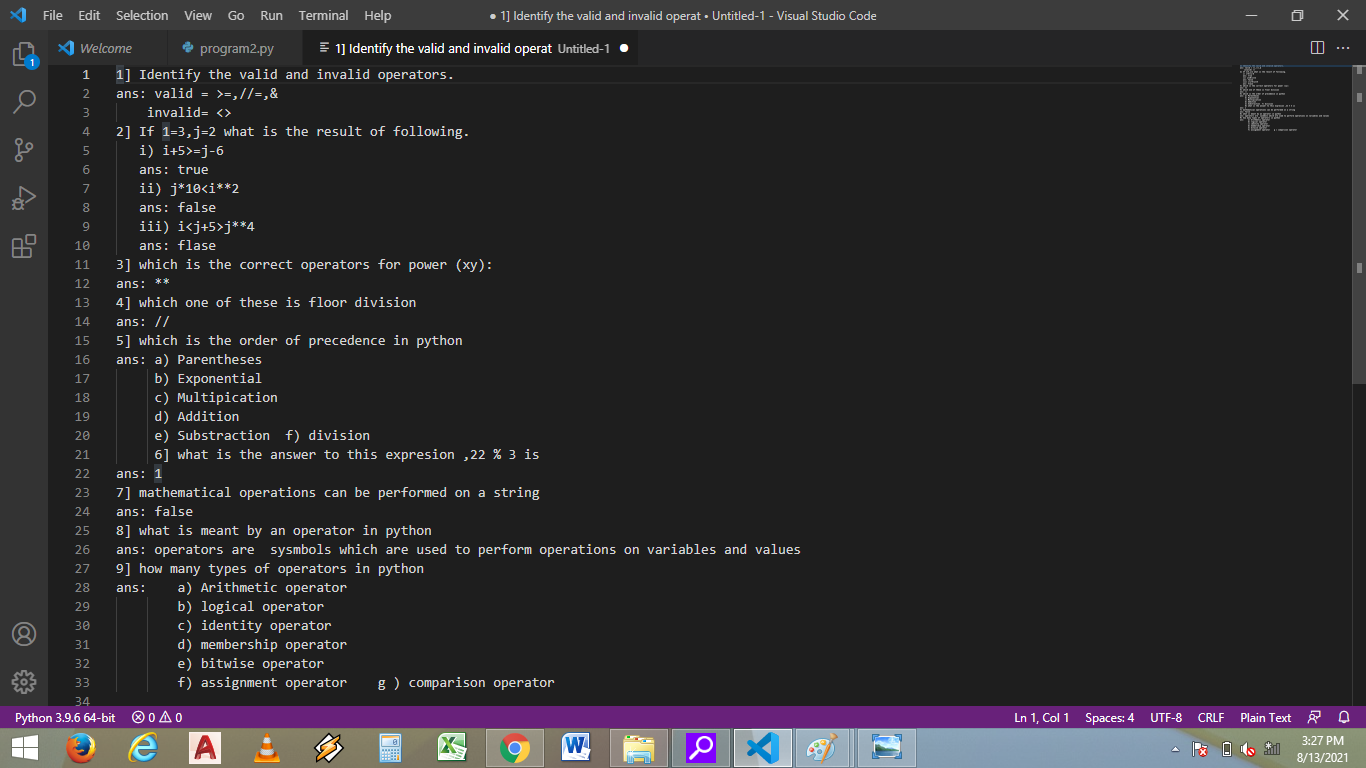 File Edit Selection View Go Run Terminal Help ● 1] Identify the valid and invalid operat • Untitled-1 - Visual Studio Code
Welcome program2.py 1] Identify the valid and invalid operat Untitled-1
1 1] Identify the valid and invalid operators.
2 ans: valid = >=,//=,&
3 invalid= <>
4 2] If 1=3,j=2 what is the result of following.
5 i) i+5>=j-6
6 ans: true
7 ii) j*10<i**2
8 ans: false
9 iii) i<j+5>j**4
10 ans: flase
11 3] which is the correct operators for power (xy):
12 ans: **
13 4] which one of these is floor division
14 ans: //
15 5] which is the order of precedence in python
16 ans: a) Parentheses
17 b) Exponential
18 c) Multipication
19 d) Addition
20 e) Substraction f) division
21 6] what is the answer to this expresion ,22 % 3 is
22 ans: 1
23 7] mathematical operations can be performed on a string
24 ans: false
25 8] what is meant by an operator in python
26 ans: operators are sysmbols which are used to perform operations on variables and values
27 9] how many types of operators in python
28 ans: a) Arithmetic operator
29 b) logical operator
30 c) identity operator
31 d) membership operator
32 e) bitwise operator
33 f) assignment operator g ) comparison operator
34
1
Python 3.9.6 64-bit 0 0 Ln 1, Col 1 Spaces: 4 UTF-8 CRLF Plain Text
3:27 PM
8/13/2021